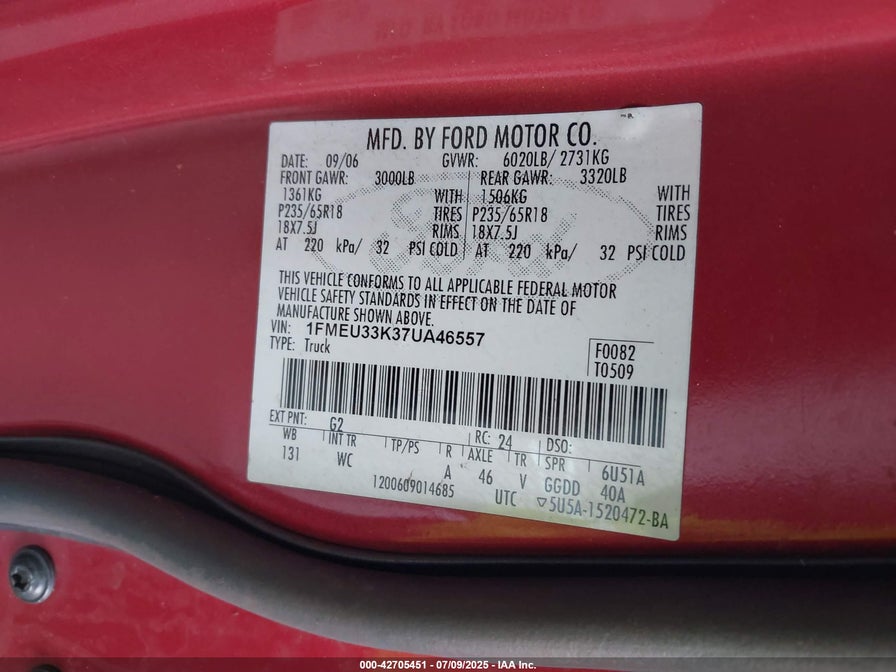 MFD. BY FORD MOTOR CO.
DATE: 09/06 GVWR: 6020LB/ 2731KG
FRONT GAWR: 3000LB REAR GAWR: 3320LB
1361KG WITH 1506KG WITH
P235/65R18 TIRES P235/65R18 TIRES
18X7.5J RIMS 18X7.5J RIMS
AT 220 kPa/ 32 PSI COLD AT 220 kPa/ 32 PSI COLD
THIS VEHICLE CONFORMS TO ALL APPLICABLE FEDERAL MOTOR
VEHICLE SAFETY STANDARDS IN EFFECT ON THE DATE OF
MANUFACTURE SHOWN ABOVE.
VIN: 1FMEU33K37UA46557
TYPE: Truck
F0082
T0509
EXT PNT: G2 RC: 24 DSO:
WB INT TR TP/PS R AXLE TR SPR 6U51A
131 WC A 46 V GGDD 40A
1200609014685 UTC ▽5U5A-1520472-BA
000-42705451 - 07/09/2025 - IAA Inc.